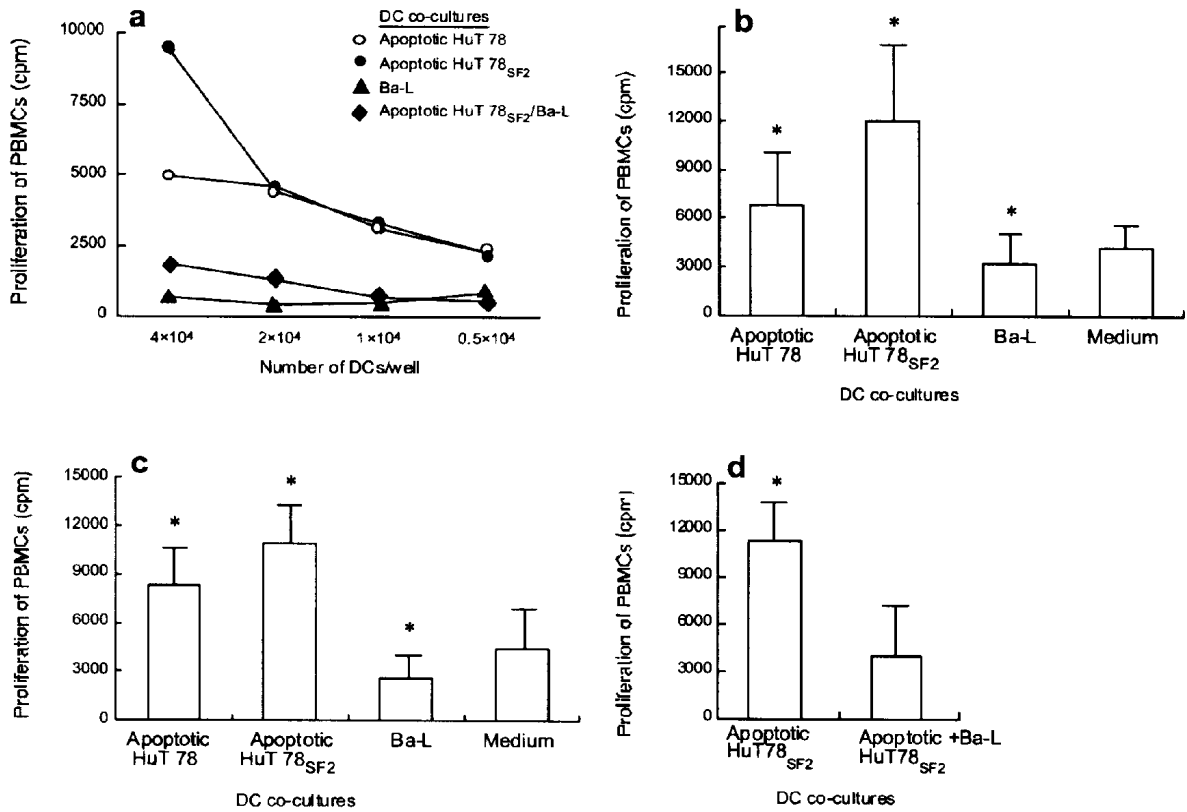 a
Proliferation of PBMCs (cpm)
10000
7500
5000
2500
0
4×10⁴
2×10⁴
1×10⁴
0.5×10⁴
Number of DCs/well
DC co-cultures
Apoptotic HuT 78
Apoptotic HuT 78SF2
Ba-L
Apoptotic HuT 78SF2/Ba-L
b
Proliferation of PBMCs (cpm)
15000
12000
9000
6000
3000
0
*
*
*
Apoptotic
HuT 78
Apoptotic
HuT 78SF2
Ba-L
Medium
DC co-cultures
c
Proliferation of PBMCs (cpm)
15000
12000
9000
6000
3000
0
*
*
*
Apoptotic
HuT 78
Apoptotic
HuT 78SF2
Ba-L
Medium
DC co-cultures
d
Proliferation of PBMCs (cpm)
15000
12000
9000
6000
3000
0
*
Apoptotic
HuT78SF2
Apoptotic +Ba-L
HuT78SF2
DC co-cultures